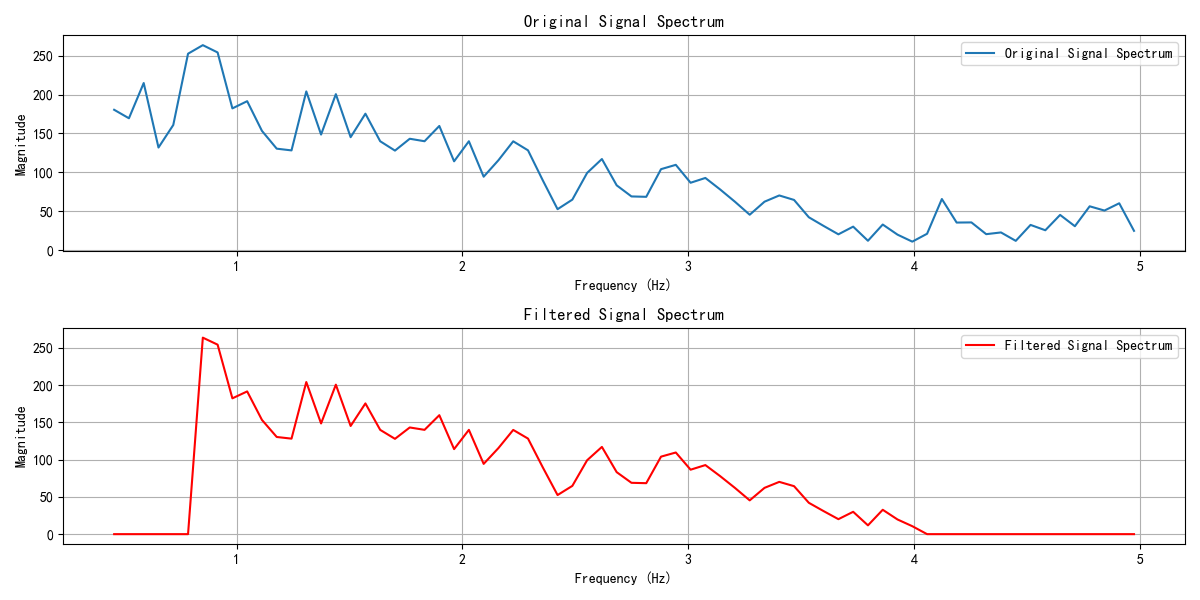 Original Signal Spectrum
Original Signal Spectrum
Magnitude
250
200
150
100
50
0
1 2 3 4 5
Frequency (Hz)
Filtered Signal Spectrum
Filtered Signal Spectrum
Magnitude
250
200
150
100
50
0
1 2 3 4 5
Frequency (Hz)